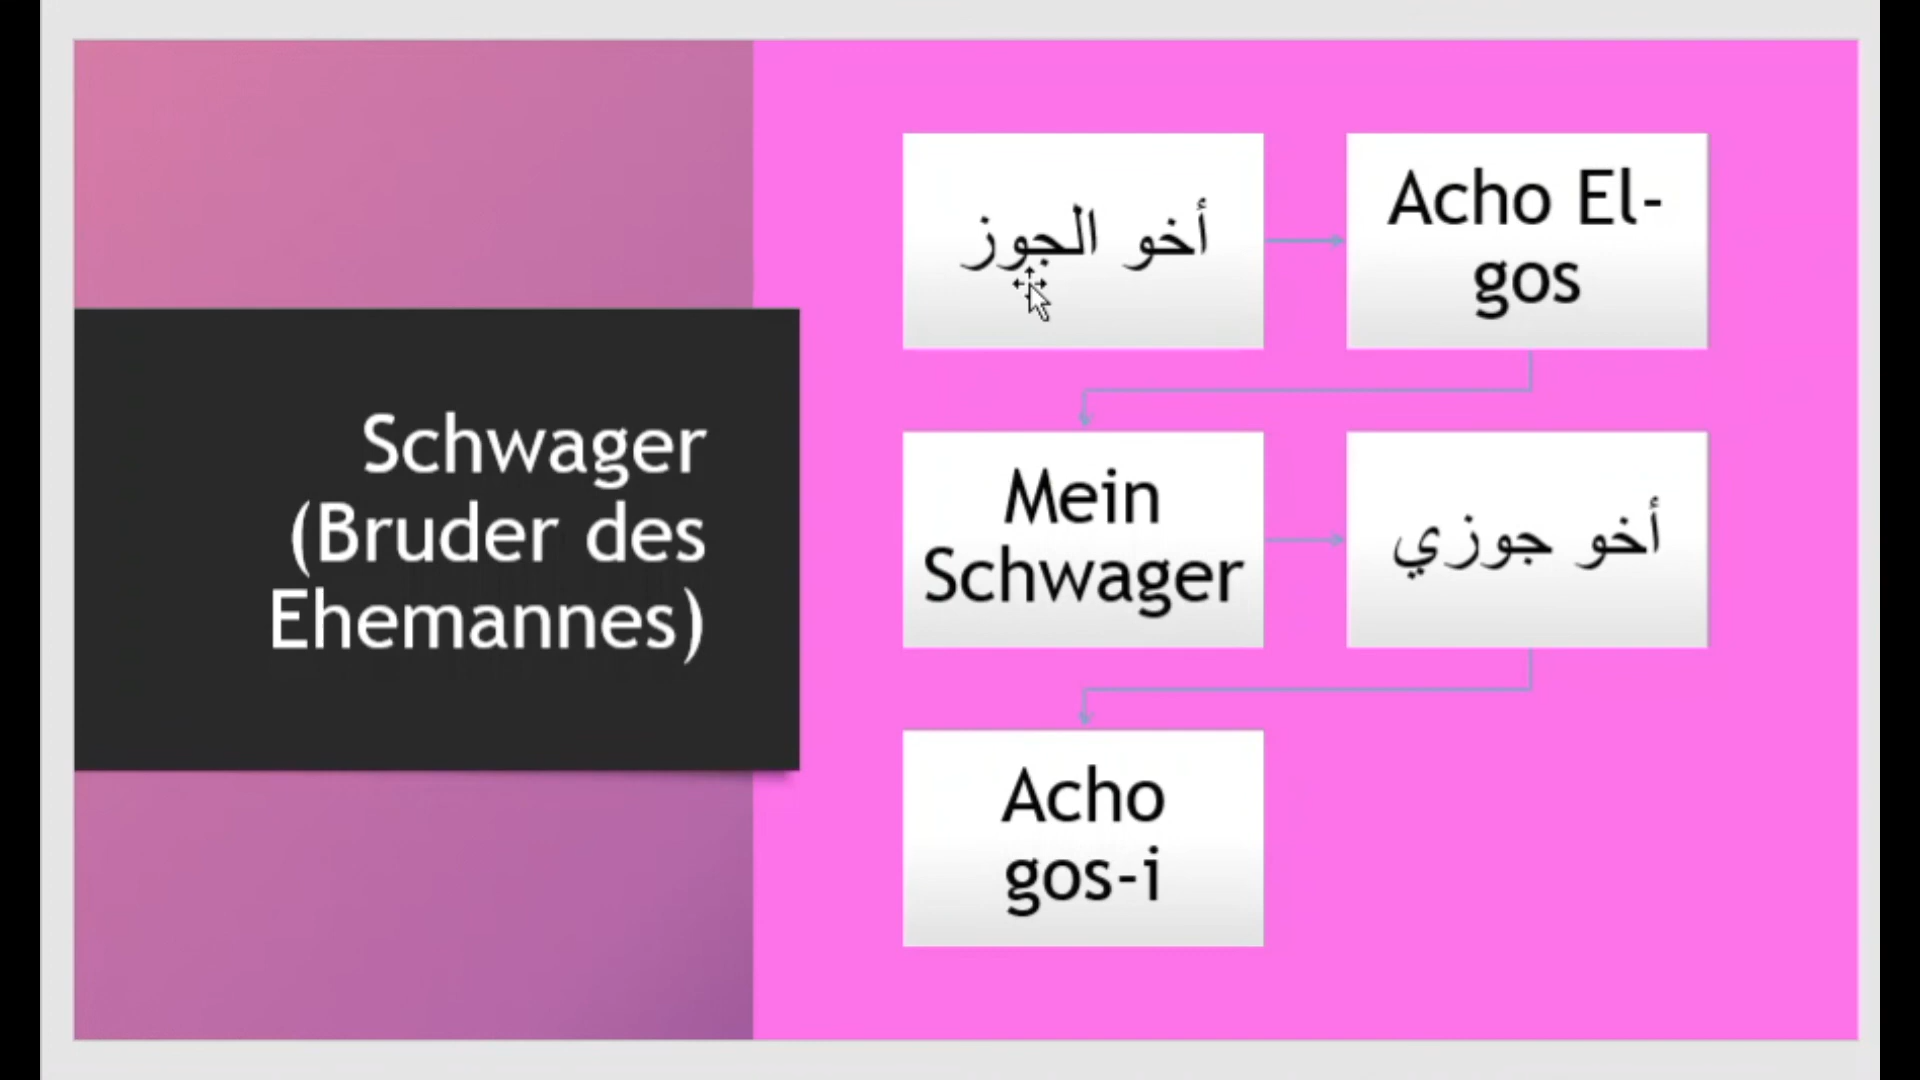 Schwager
(Bruder des
Ehemannes)
أخو الجوز
Acho El-
gos
Mein
Schwager
أخو جوزي
Acho
gos-i